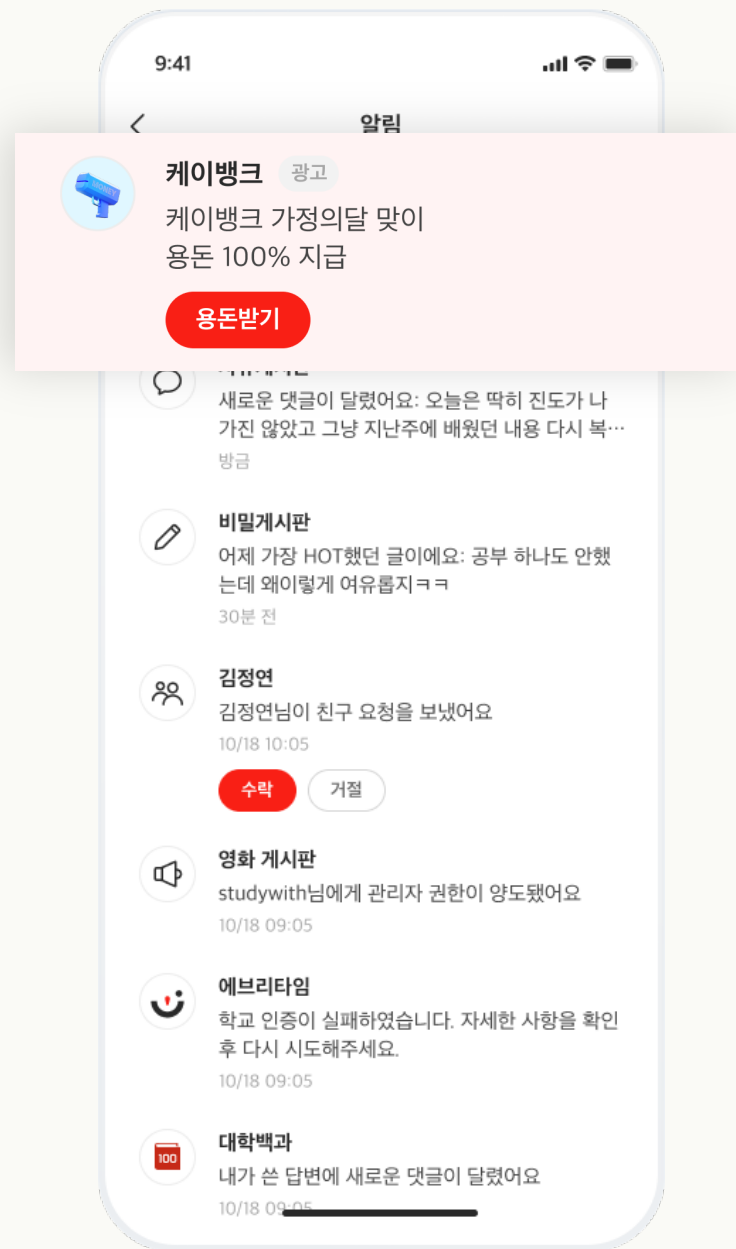 9:41
알림
케이뱅크 광고
MONEY
케이뱅크 가정의달 맞이
용돈 100% 지급
용돈받기
새로운 댓글이 달렸어요: 오늘은 딱히 진도가 나
가진 않았고 그냥 지난주에 배웠던 내용 다시 복…
방금
비밀게시판
어제 가장 HOT했던 글이에요: 공부 하나도 안했
는데 왜이렇게 여유롭지ㅋㅋ
30분 전
김정연
김정연님이 친구 요청을 보냈어요
10/18 10:05
수락 거절
영화 게시판
studywith님에게 관리자 권한이 양도됐어요
10/18 09:05
에브리타임
학교 인증이 실패하였습니다. 자세한 사항을 확인
후 다시 시도해주세요.
10/18 09:05
대학백과
100
내가 쓴 답변에 새로운 댓글이 달렸어요
10/18 09:05